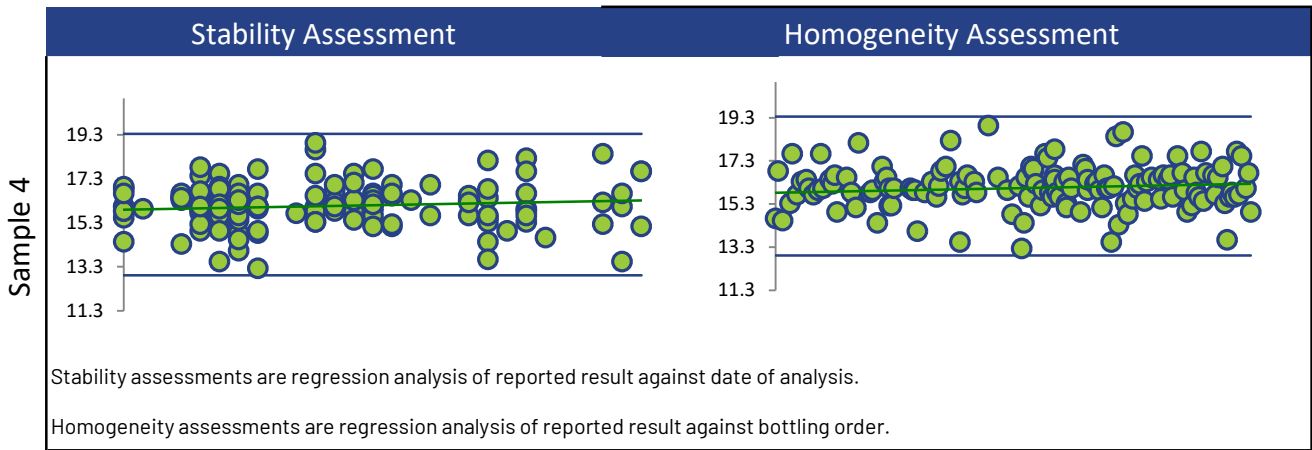 Stability Assessment
Homogeneity Assessment
Sample 4
19.3
17.3
15.3
13.3
11.3
19.3
17.3
15.3
13.3
11.3
Stability assessments are regression analysis of reported result against date of analysis.
Homogeneity assessments are regression analysis of reported result against bottling order.